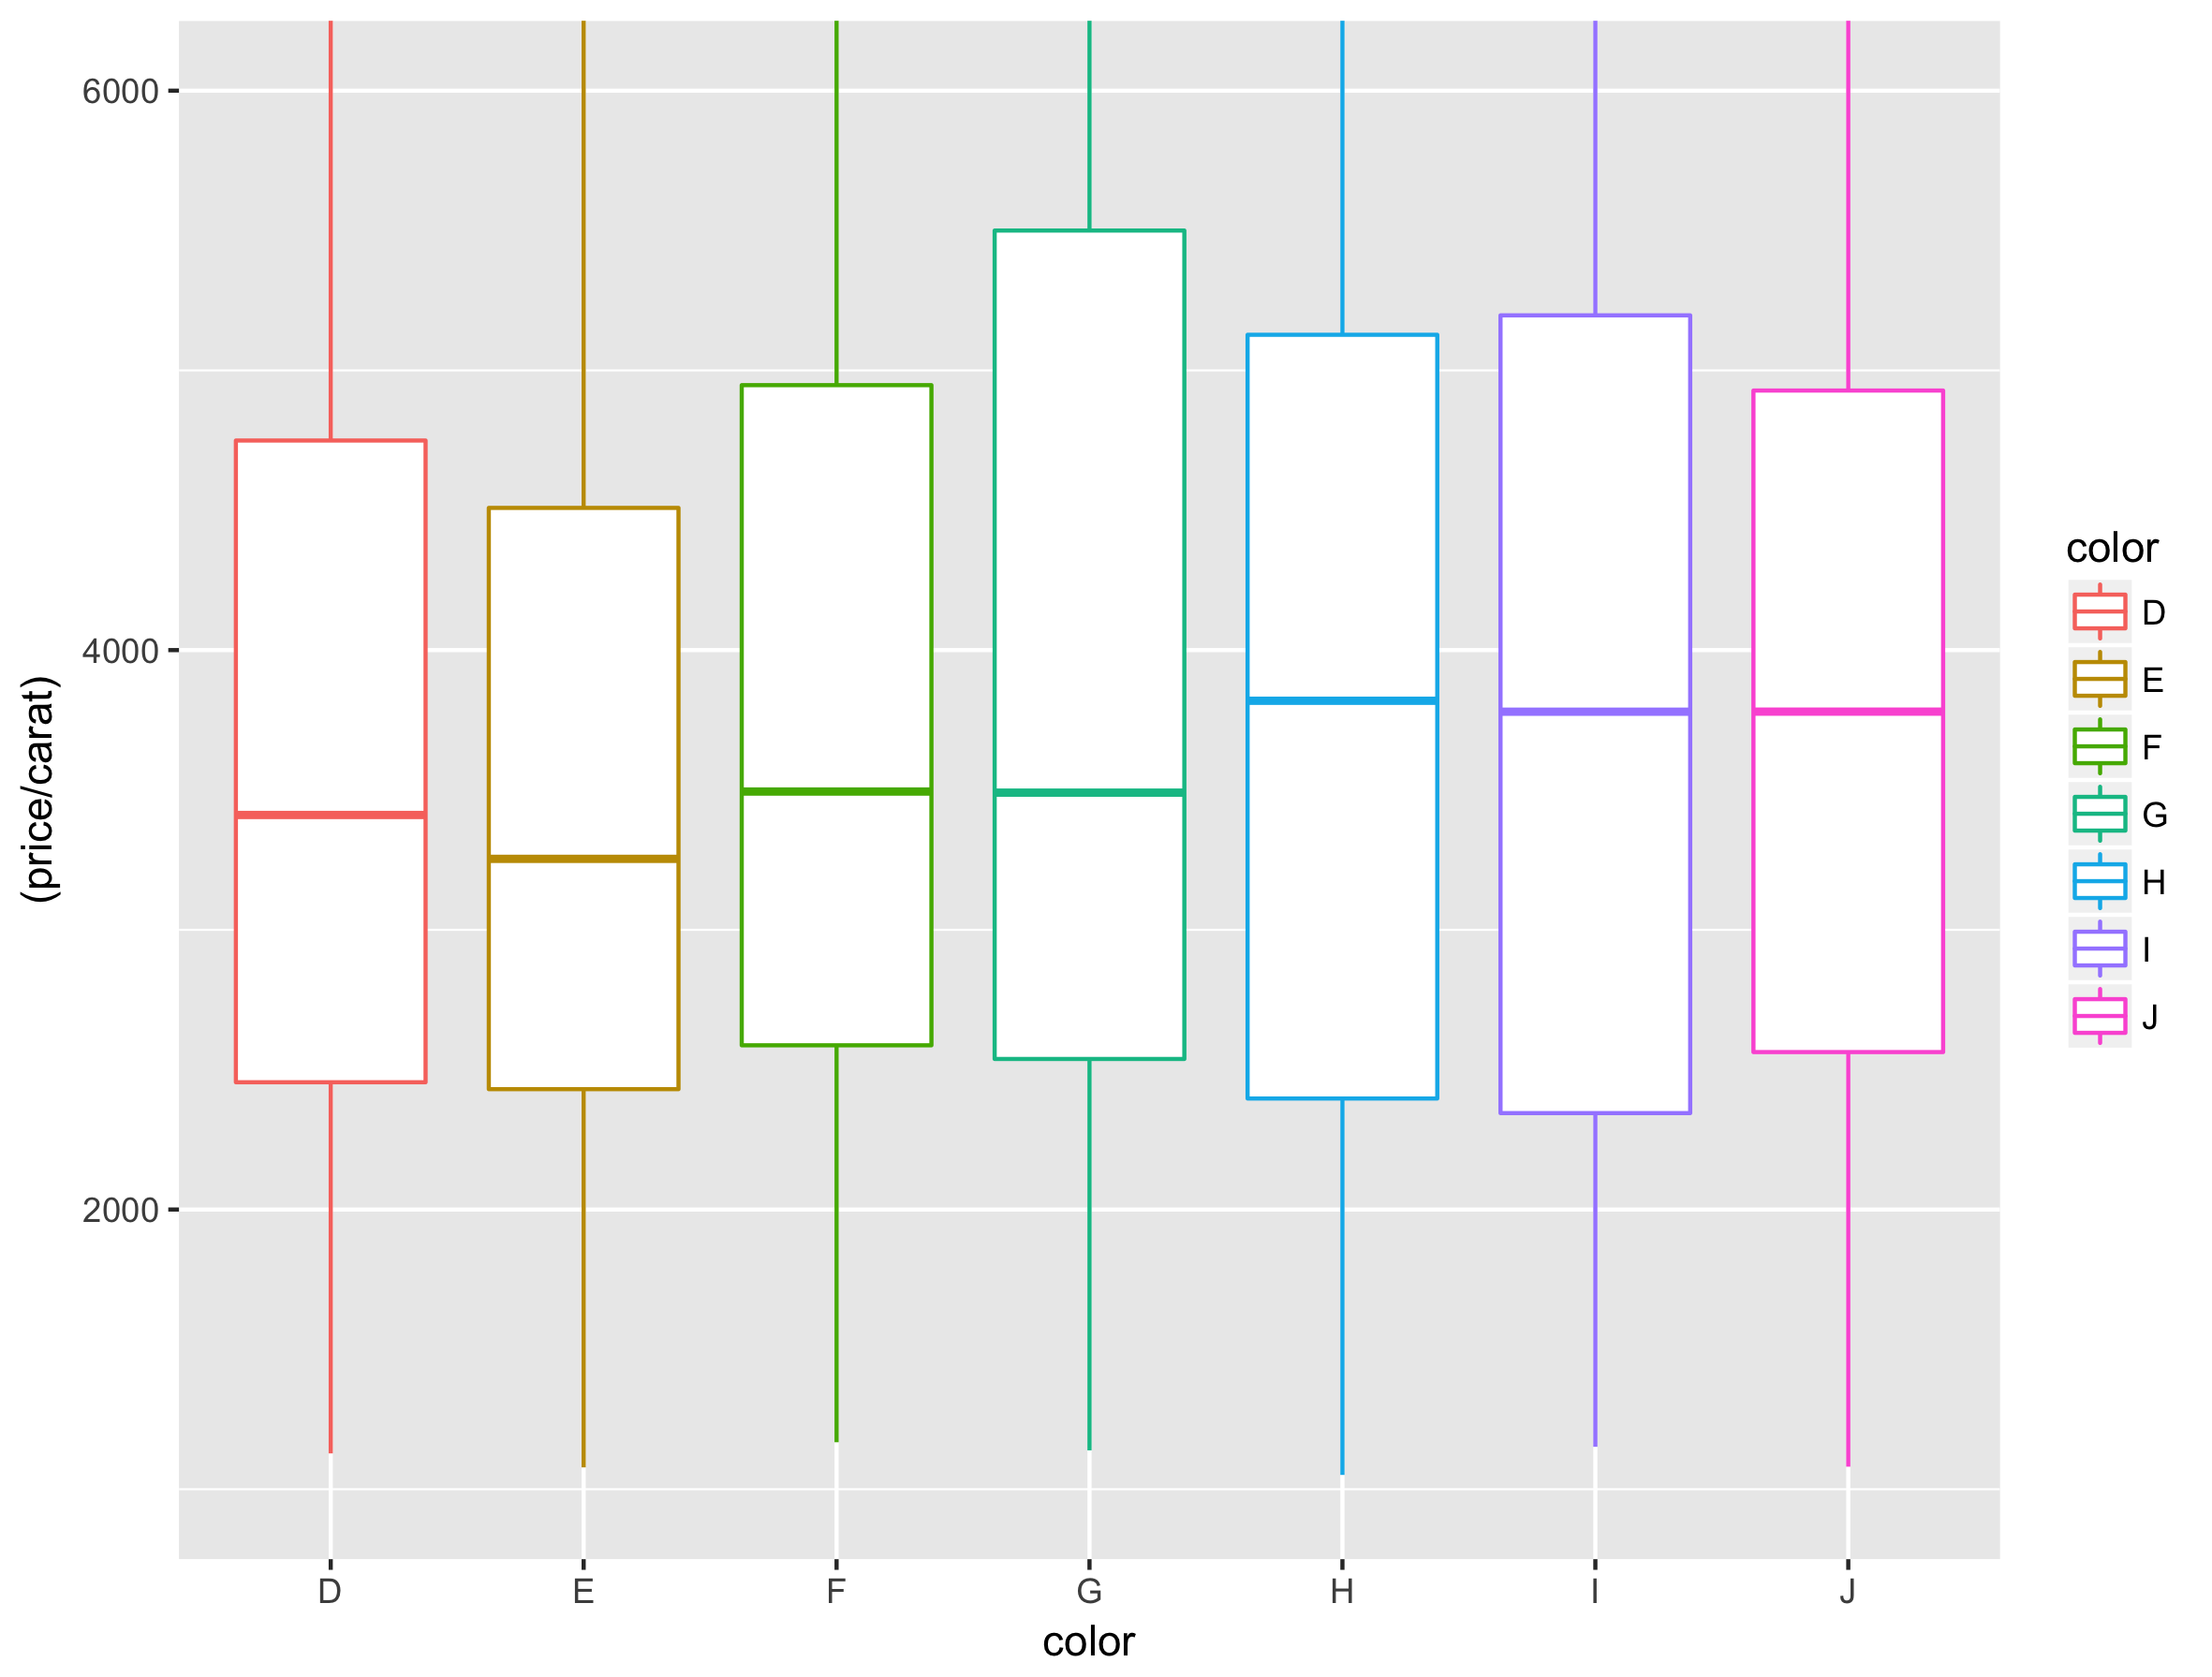 (price/carat)
6000
4000
2000
D E F G H I J
color
color
D
E
F
G
H
I
J